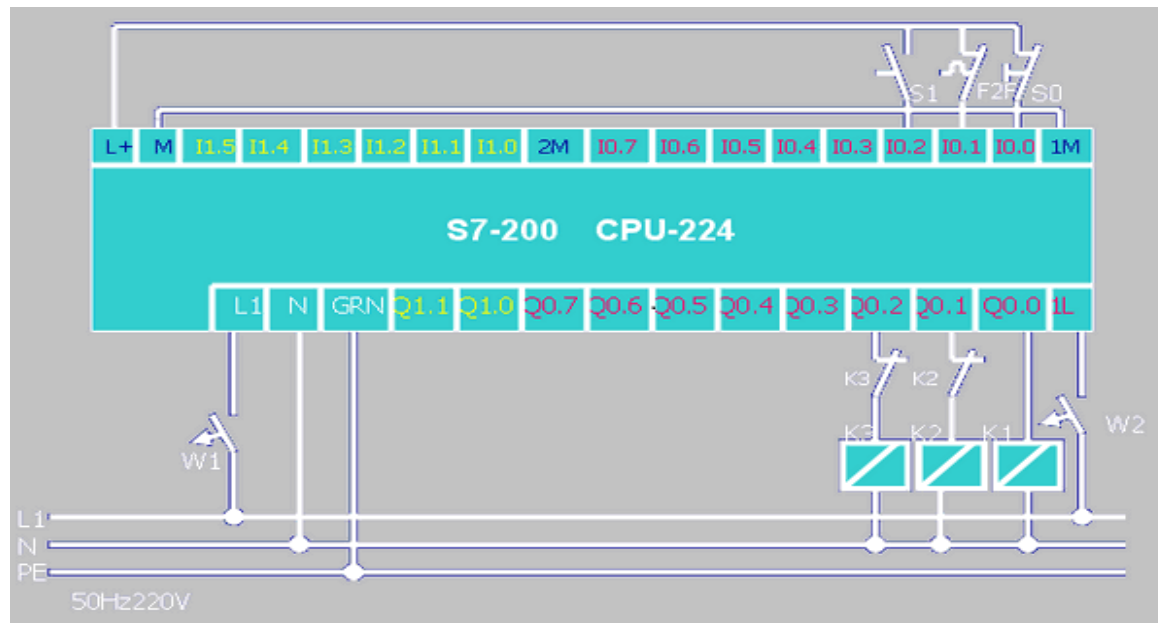 S1 F2F S0
L+ M I1.5 I1.4 I1.3 I1.2 I1.1 I1.0 2M I0.7 I0.6 I0.5 I0.4 I0.3 I0.2 I0.1 I0.0 1M
S7-200 CPU-224
L1 N GRN Q1.1 Q1.0 Q0.7 Q0.6 Q0.5 Q0.4 Q0.3 Q0.2 Q0.1 Q0.0 1L
K3 K2
W1 K3 K2 K1 W2
L1
N
PE
50Hz220V